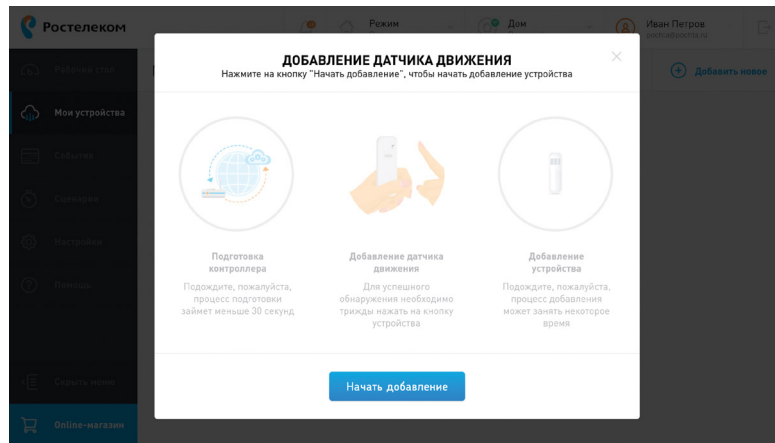 Ростелеком
Режим
Дом
Иван Петров
pochta@pochta.ru
Рабочий стол
Добавить новое
Мои устройства
События
Сценарии
Настройки
Помощь
Скрыть меню
Online-магазин
ДОБАВЛЕНИЕ ДАТЧИКА ДВИЖЕНИЯ
Нажмите на кнопку "Начать добавление", чтобы начать добавление устройства
Подготовка
контроллера
Подождите, пожалуйста,
процесс подготовки
займет меньше 30 секунд
Добавление датчика
движения
Для успешного
обнаружения необходимо
трижды нажать на кнопку
устройства
Добавление
устройства
Подождите, пожалуйста,
процесс добавления
может занять некоторое
время
Начать добавление